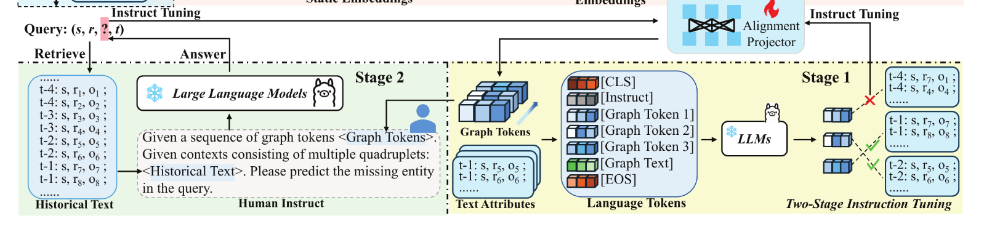 Static Embeddings
Embeddings
Instruct Tuning
Query: (s, r, ?, t)
Retrieve
Answer
Alignment
Projector
Instruct Tuning
Stage 2
......
t-4: s, r1, o1 ;
t-4: s, r2, o2 ;
t-3: s, r3, o3 ;
t-3: s, r4, o4 ;
t-2: s, r5, o5 ;
t-2: s, r6, o6 ;
t-1: s, r7, o7 ;
t-1: s, r8, o8 ;
......
Historical Text
Large Language Models
Given a sequence of graph tokens <Graph Tokens>.
Given contexts consisting of multiple quadruplets:
<Historical Text>. Please predict the missing entity
in the query.
Human Instruct
Graph Tokens
t-1: s, r5, o5 ;
t-1: s, r6, o6 ;
......
Text Attributes
[CLS]
[Instruct]
[Graph Token 1]
[Graph Token 2]
[Graph Token 3]
[Graph Text]
[EOS]
Language Tokens
LLMs
Stage 1
t-4: s, r7, o1 ;
t-4: s, r4, o4 ;
......
t-1: s, r7, o7 ;
t-1: s, r8, o8 ;
......
t-2: s, r5, o5 ;
t-2: s, r6, o6 ;
......
Two-Stage Instruction Tuning